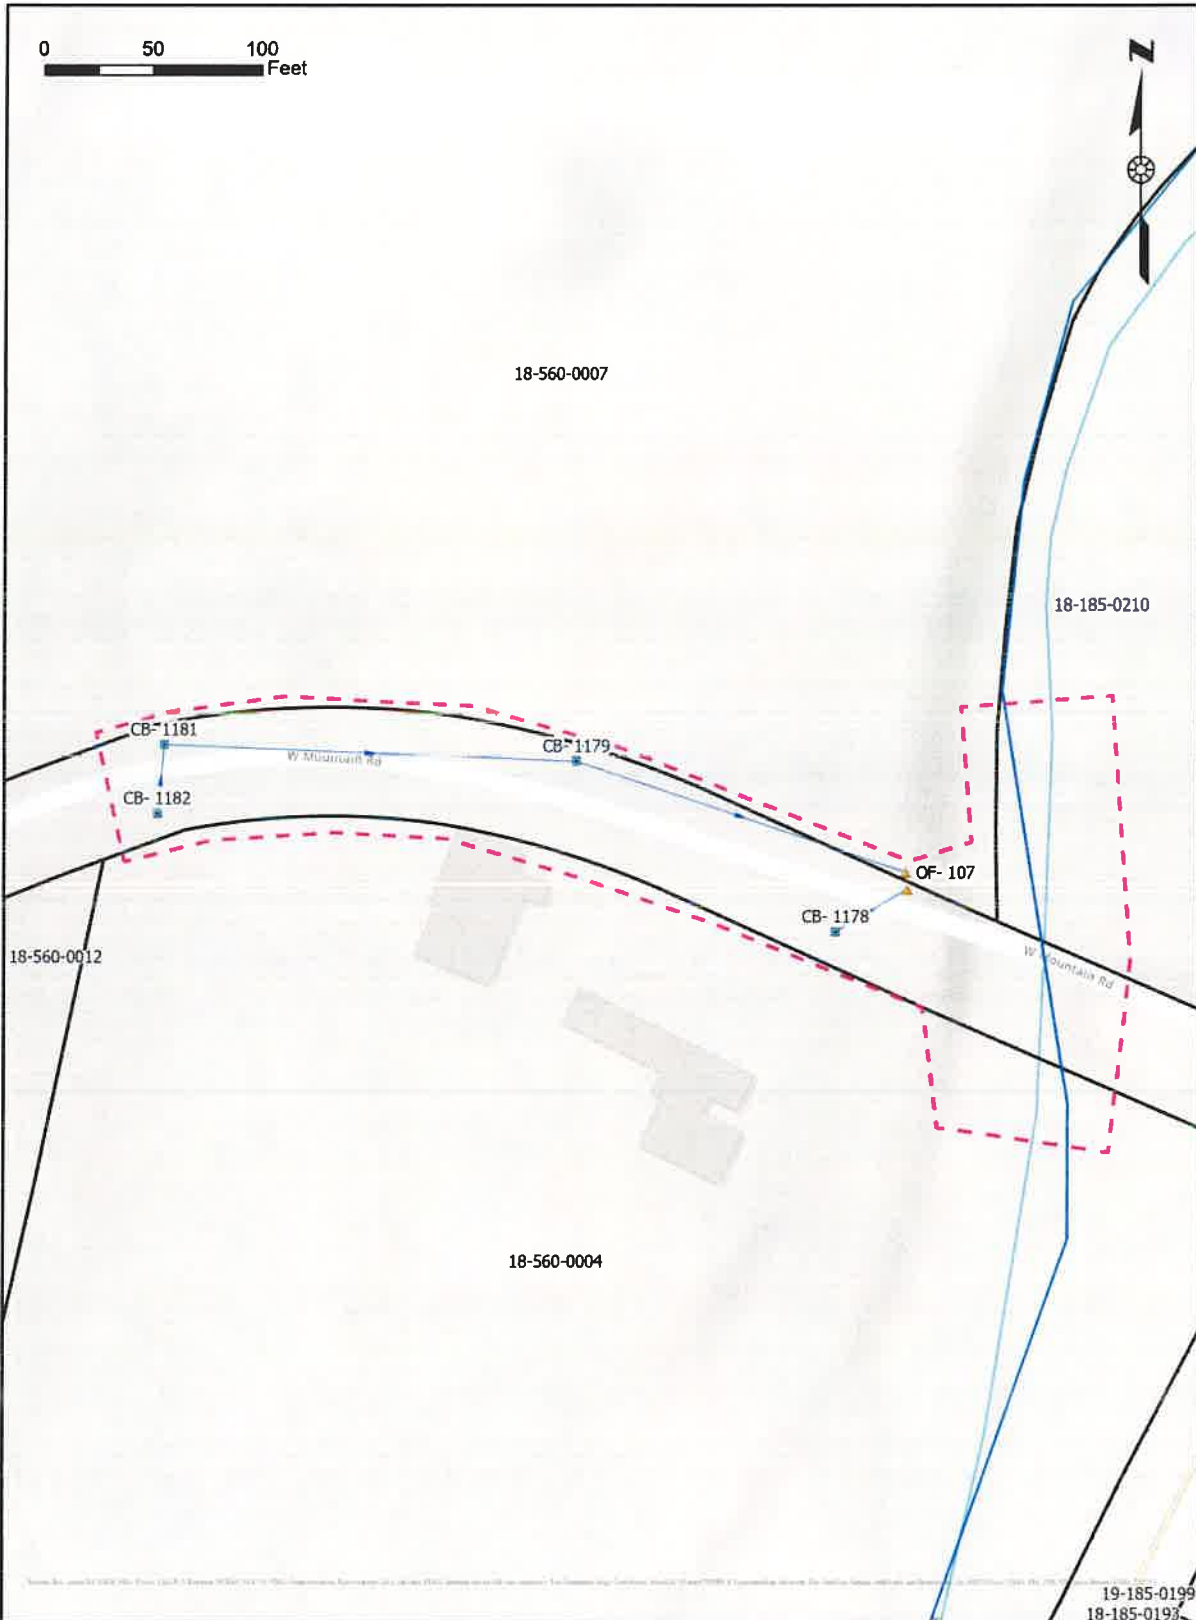 0 50 100
Feet
N
18-560-0007
18-185-0210
CB- 1181
CB- 1179
W Mountain Rd
CB- 1182
OF- 107
CB- 1178
18-560-0012
W Mountain Rd
18-560-0004
19-185-0199
18-185-0193